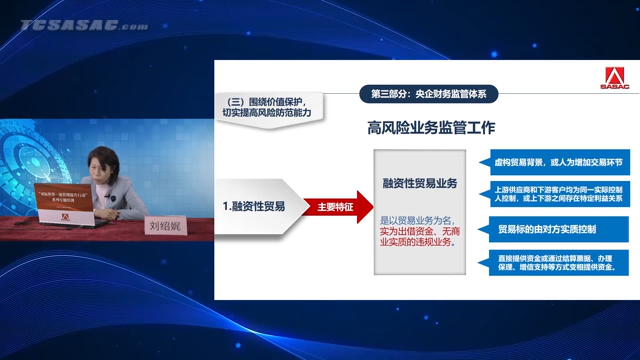 TCSASAC.com
第三部分：央企财务监管体系
SASAC
（三）围绕价值保护，
切实提高风险防范能力
高风险业务监管工作
1.融资性贸易
主要特征
融资性贸易业务
是以贸易业务为名，
实为出借资金、无商
业实质的违规业务。
虚构贸易背景，或人为增加交易环节
上游供应商和下游客户均为同一实际控制
人控制，或上下游之间存在特定利益关系
贸易标的由对方实质控制
直接提供资金或通过结算票据、办理
保理、增信支持等方式变相提供资金。
刘绍娓